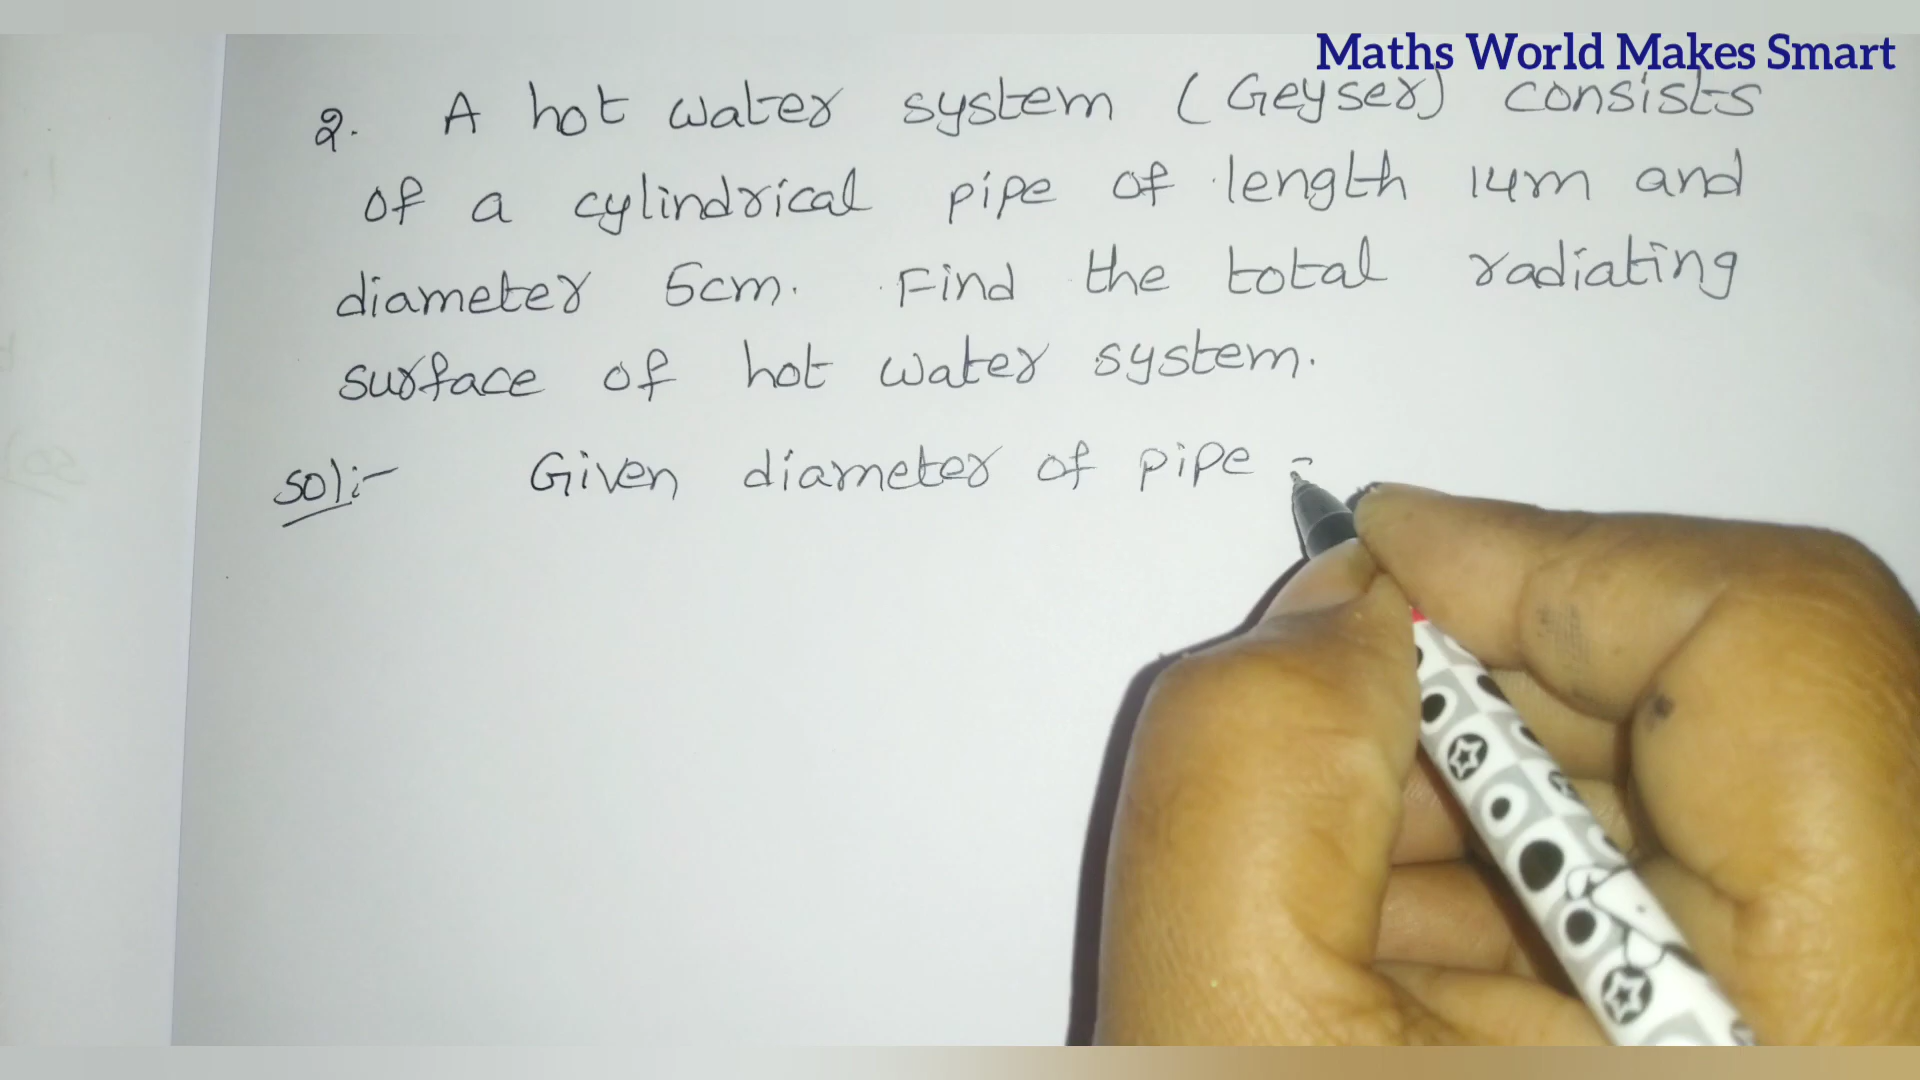 Maths World Makes Smart
2. A hot water system (Geyser) consists
of a cylindrical pipe of length 14m and
diameter 5cm. Find the total radiating
surface of hot water system.
Sol:- Given diameter of pipe =